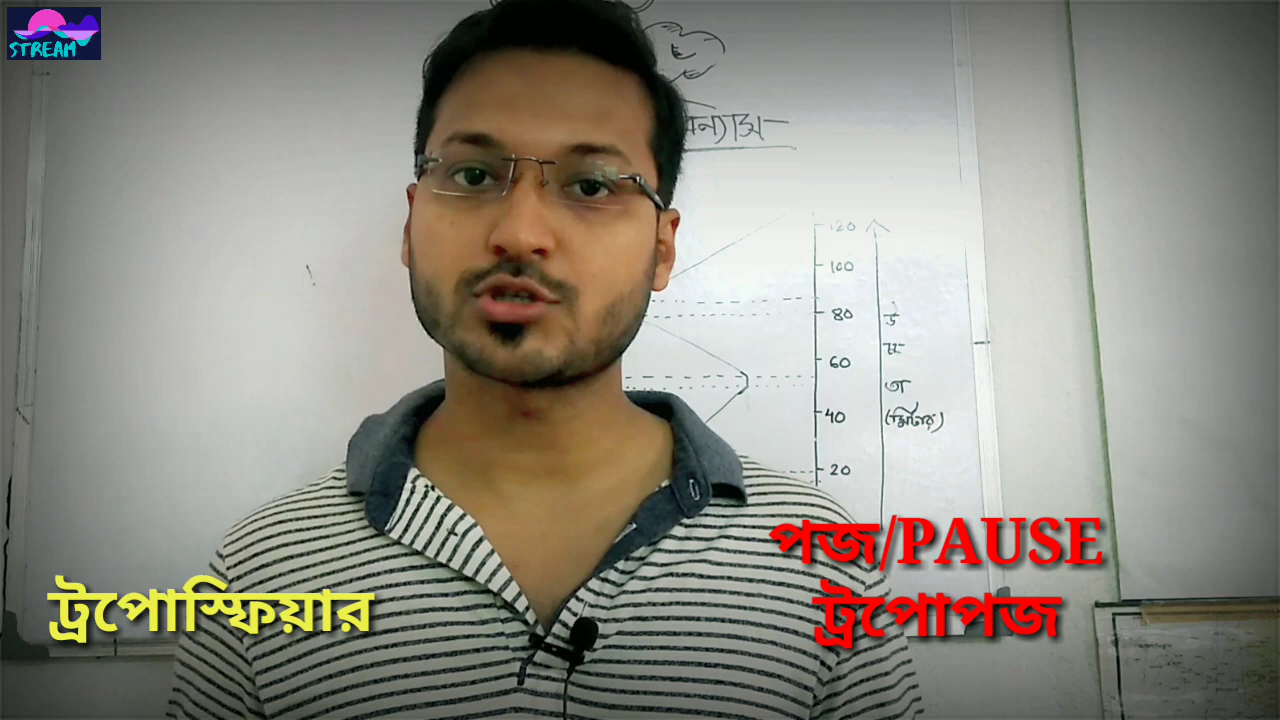 STREAM
120
100
80
60
40
20
উ
চ্চ
তা
(মিটার)
পজ/PAUSE
ট্রপোপজ
ট্রপোস্ফিয়ার